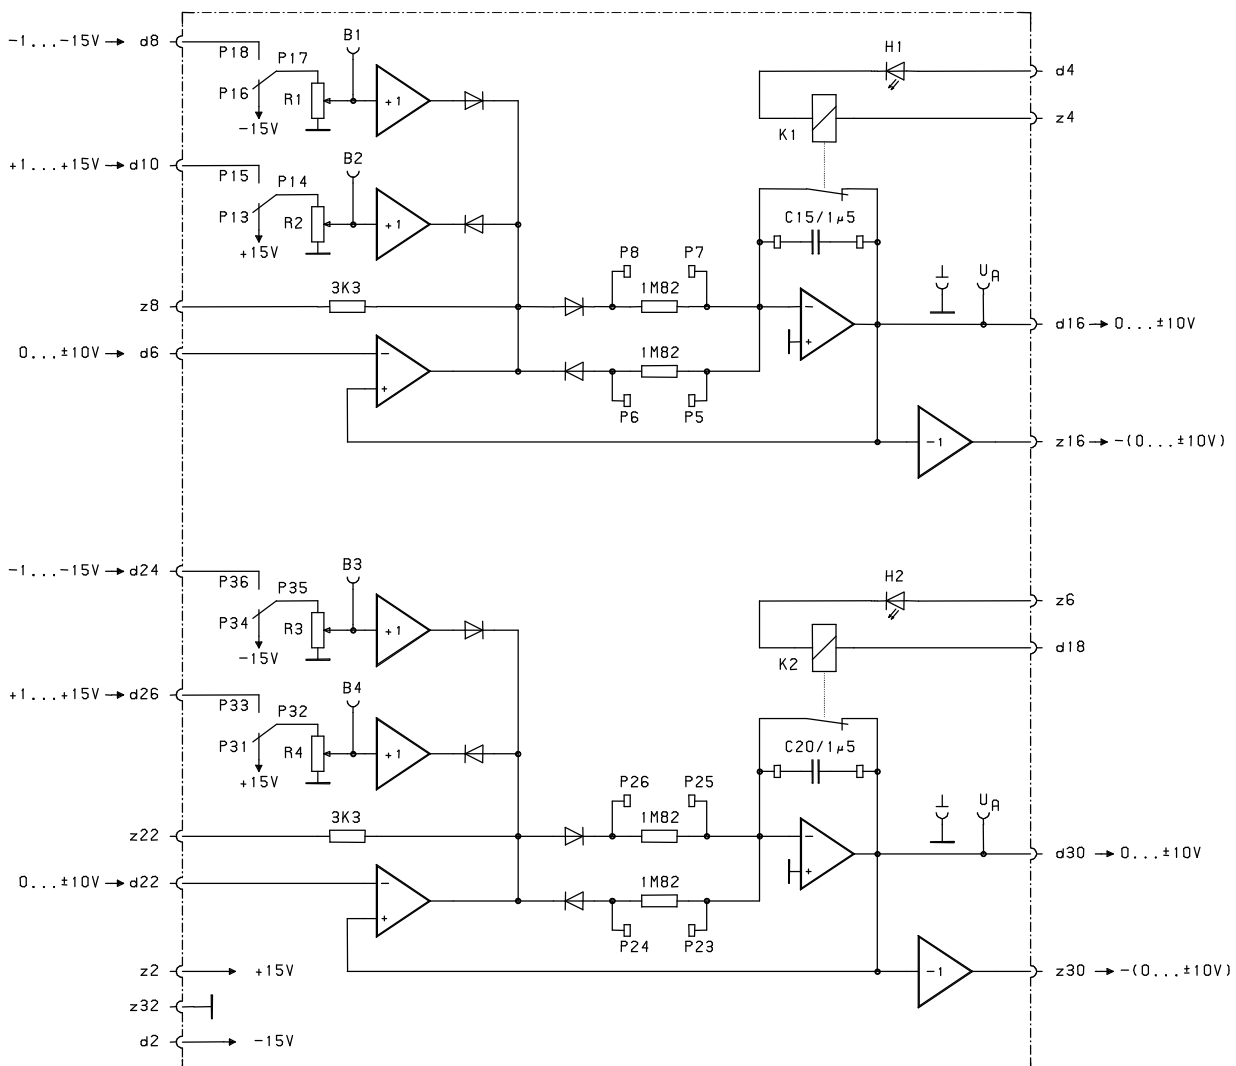 -1...-15V d8
P18
P17
P16
R1
-15V
B1
+1
H1
d4
z4
K1
+1...+15V d10
P15
P14
P13
R2
+15V
B2
+1
C15/1µ5
z8
3K3
P8
P7
1M82
-
+
⊥
UA
d16 0...±10V
0...±10V d6
-
+
1M82
P6
P5
-1
z16 -(0...±10V)
-1...-15V d24
P36
P35
P34
R3
-15V
B3
+1
H2
z6
d18
K2
+1...+15V d26
P33
P32
P31
R4
+15V
B4
+1
C20/1µ5
z22
3K3
P26
P25
1M82
-
+
⊥
UA
d30 0...±10V
0...±10V d22
-
+
1M82
P24
P23
-1
z30 -(0...±10V)
z2 +15V
z32
d2 -15V